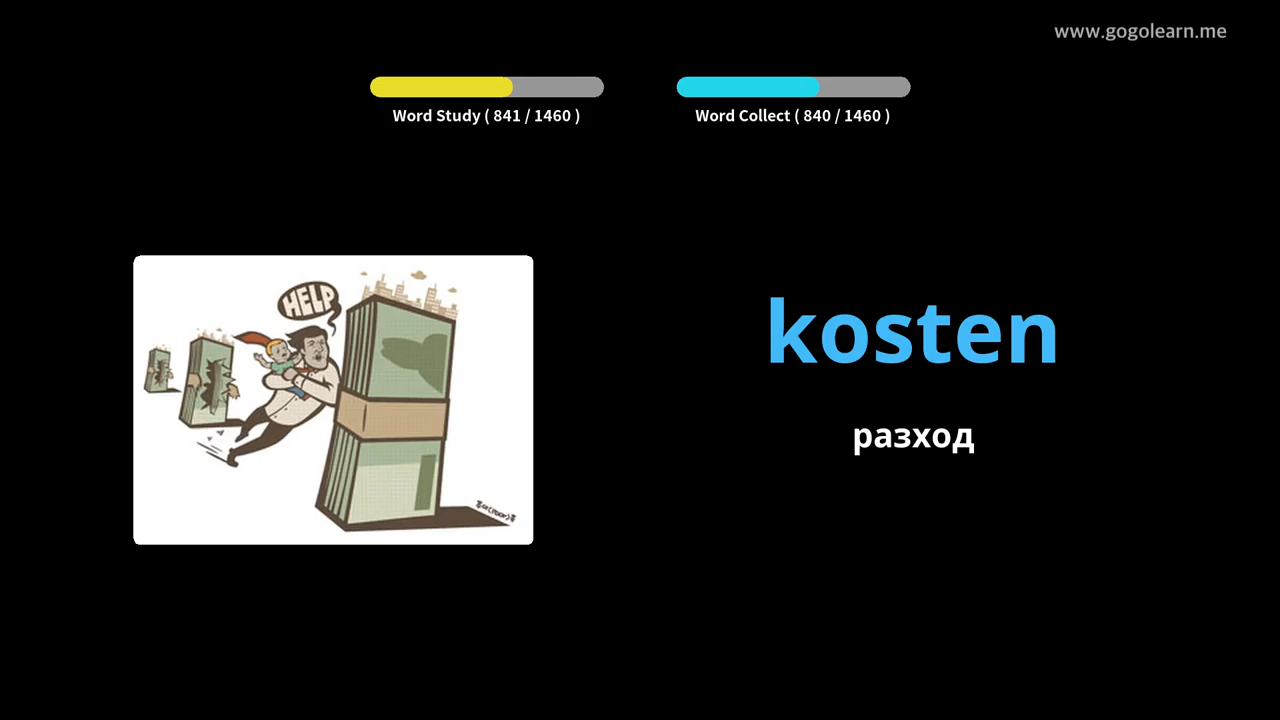 www.gogolearn.me
Word Study ( 841 / 1460 )
Word Collect ( 840 / 1460 )
HELP
kosten
разход